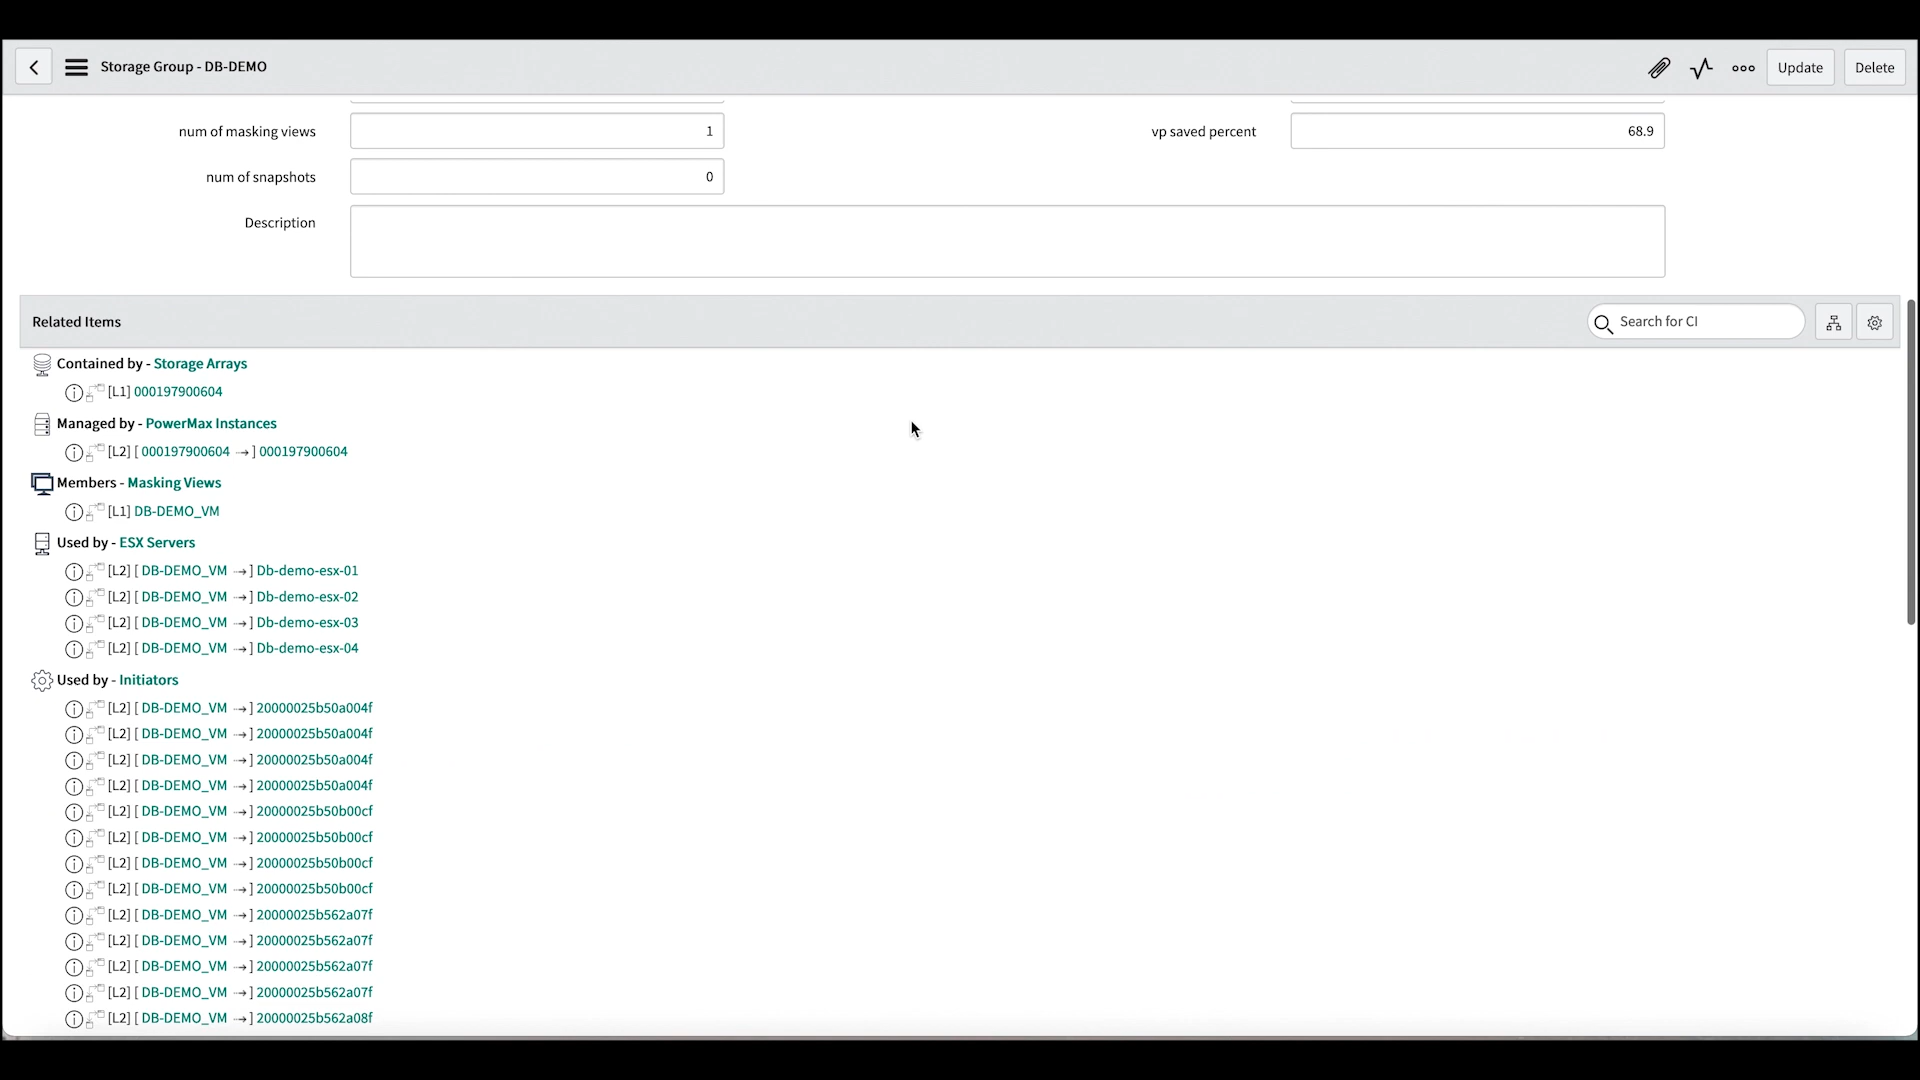 Storage Group - DB-DEMO
Update
Delete
num of masking views
1
vp saved percent
68.9
num of snapshots
0
Description
Related Items
Search for CI
Contained by - Storage Arrays
[L1] 000197900604
Managed by - PowerMax Instances
[L2] [ 000197900604 → ] 000197900604
Members - Masking Views
[L1] DB-DEMO_VM
Used by - ESX Servers
[L2] [ DB-DEMO_VM → ] Db-demo-esx-01
[L2] [ DB-DEMO_VM → ] Db-demo-esx-02
[L2] [ DB-DEMO_VM → ] Db-demo-esx-03
[L2] [ DB-DEMO_VM → ] Db-demo-esx-04
Used by - Initiators
[L2] [ DB-DEMO_VM → ] 20000025b50a004f
[L2] [ DB-DEMO_VM → ] 20000025b50a004f
[L2] [ DB-DEMO_VM → ] 20000025b50a004f
[L2] [ DB-DEMO_VM → ] 20000025b50a004f
[L2] [ DB-DEMO_VM → ] 20000025b50b00cf
[L2] [ DB-DEMO_VM → ] 20000025b50b00cf
[L2] [ DB-DEMO_VM → ] 20000025b50b00cf
[L2] [ DB-DEMO_VM → ] 20000025b50b00cf
[L2] [ DB-DEMO_VM → ] 20000025b562a07f
[L2] [ DB-DEMO_VM → ] 20000025b562a07f
[L2] [ DB-DEMO_VM → ] 20000025b562a07f
[L2] [ DB-DEMO_VM → ] 20000025b562a07f
[L2] [ DB-DEMO_VM → ] 20000025b562a08f